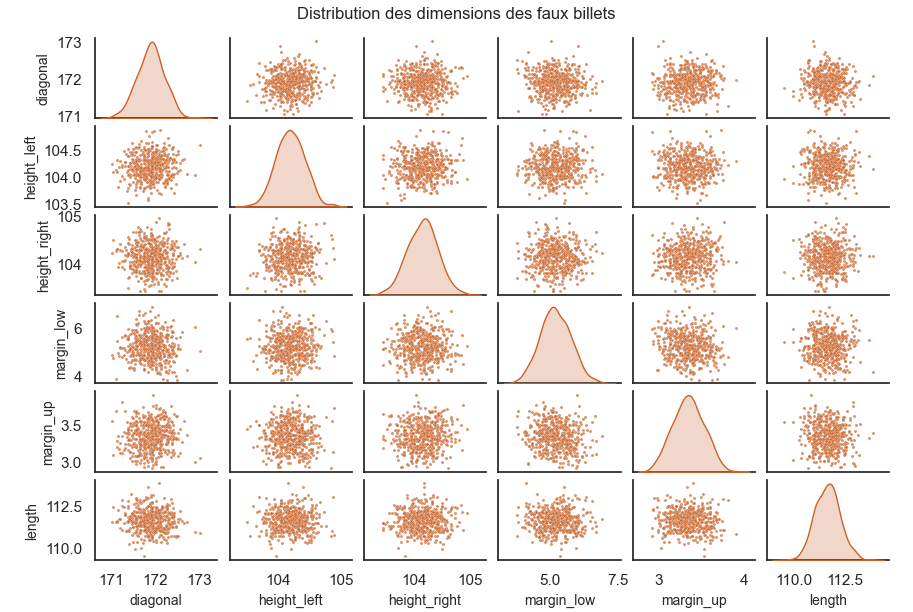 Distribution des dimensions des faux billets
173
172
171
diagonal
104.5
104.0
103.5
height_left
105
104
height_right
6
4
margin_low
3.5
3.0
margin_up
112.5
110.0
length
171 172 173
104 105
104 105
5.0 7.5
3 4
110.0 112.5
diagonal height_left height_right margin_low margin_up length